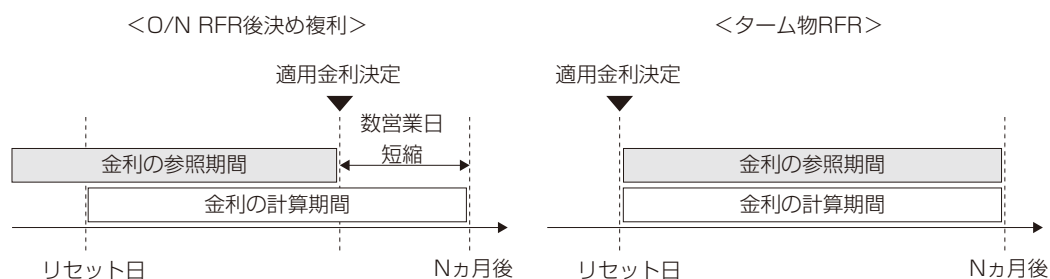 ＜O/N RFR後決め複利＞
適用金利決定
数営業日
短縮
金利の参照期間
金利の計算期間
リセット日
Nヵ月後
＜ターム物RFR＞
適用金利決定
金利の参照期間
金利の計算期間
リセット日
Nヵ月後